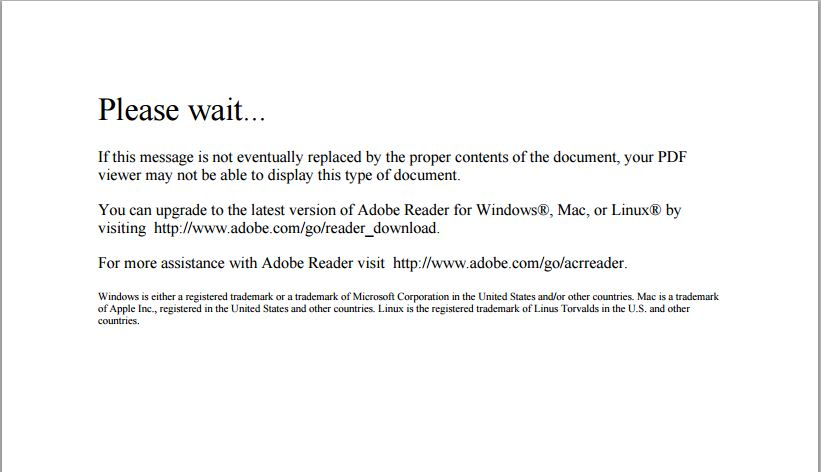 Please wait...
If this message is not eventually replaced by the proper contents of the document, your PDF
viewer may not be able to display this type of document.
You can upgrade to the latest version of Adobe Reader for Windows®, Mac, or Linux® by
visiting  http://www.adobe.com/go/reader_download.
For more assistance with Adobe Reader visit  http://www.adobe.com/go/acrreader.
Windows is either a registered trademark or a trademark of Microsoft Corporation in the United States and/or other countries. Mac is a trademark
of Apple Inc., registered in the United States and other countries. Linux is the registered trademark of Linus Torvalds in the U.S. and other
countries.